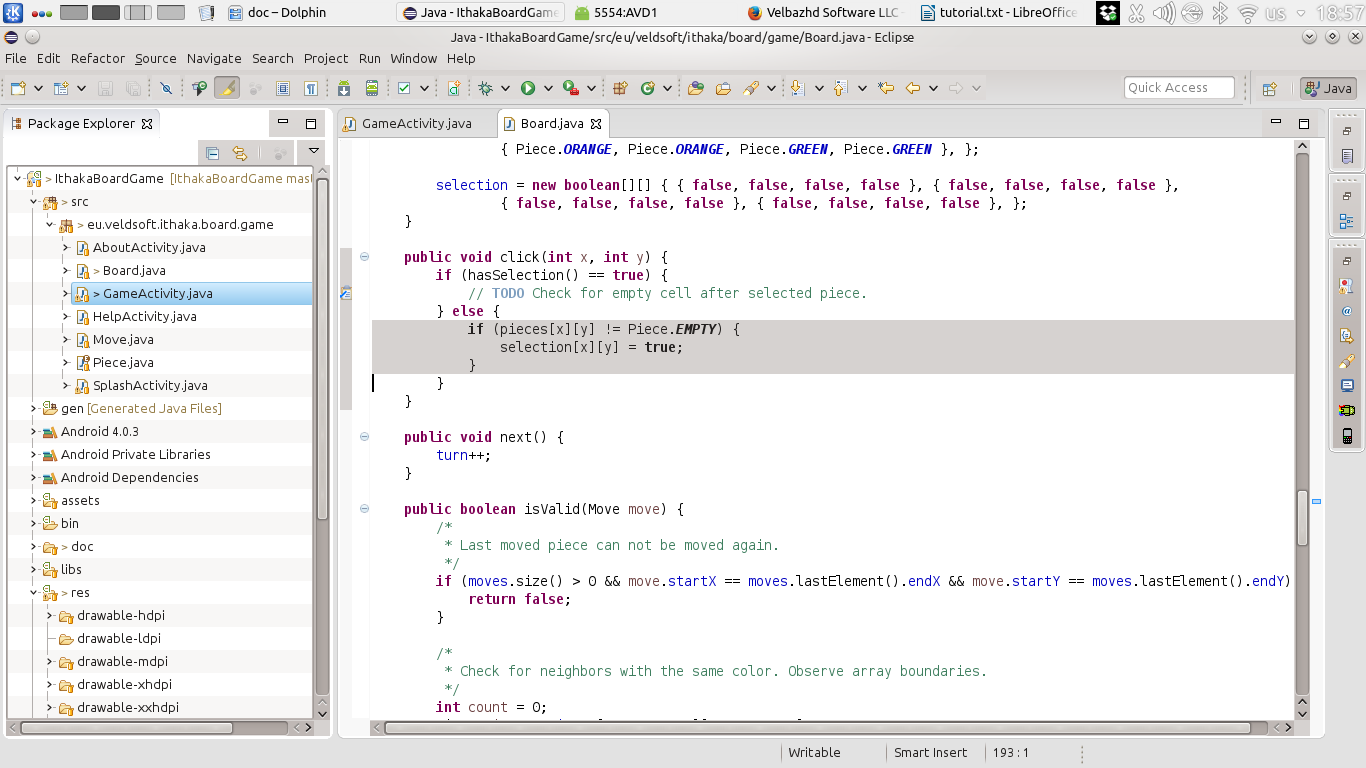 doc – Dolphin
Java - IthakaBoardGame
5554:AVD1
Velbazhd Software LLC
tutorial.txt - LibreOffice
us
18:57
Java - IthakaBoardGame/src/eu/veldsoft/ithaka/board/game/Board.java - Eclipse
File Edit Refactor Source Navigate Search Project Run Window Help
Quick Access
Java
Package Explorer
GameActivity.java
Board.java
> IthakaBoardGame [IthakaBoardGame mast
> src
> eu.veldsoft.ithaka.board.game
AboutActivity.java
> Board.java
> GameActivity.java
HelpActivity.java
Move.java
Piece.java
SplashActivity.java
gen [Generated Java Files]
Android 4.0.3
Android Private Libraries
Android Dependencies
assets
bin
> doc
libs
> res
drawable-hdpi
drawable-ldpi
drawable-mdpi
drawable-xhdpi
drawable-xxhdpi
{ Piece.ORANGE, Piece.ORANGE, Piece.GREEN, Piece.GREEN }, };
selection = new boolean[][] { { false, false, false, false }, { false, false, false, false },
{ false, false, false, false }, { false, false, false, false }, };
}
public void click(int x, int y) {
if (hasSelection() == true) {
// TODO Check for empty cell after selected piece.
} else {
if (pieces[x][y] != Piece.EMPTY) {
selection[x][y] = true;
}
}
}
public void next() {
turn++;
}
public boolean isValid(Move move) {
/*
* Last moved piece can not be moved again.
*/
if (moves.size() > 0 && move.startX == moves.lastElement().endX && move.startY == moves.lastElement().endY)
return false;
}
/*
* Check for neighbors with the same color. Observe array boundaries.
*/
int count = 0;
Writable
Smart Insert
193 : 1